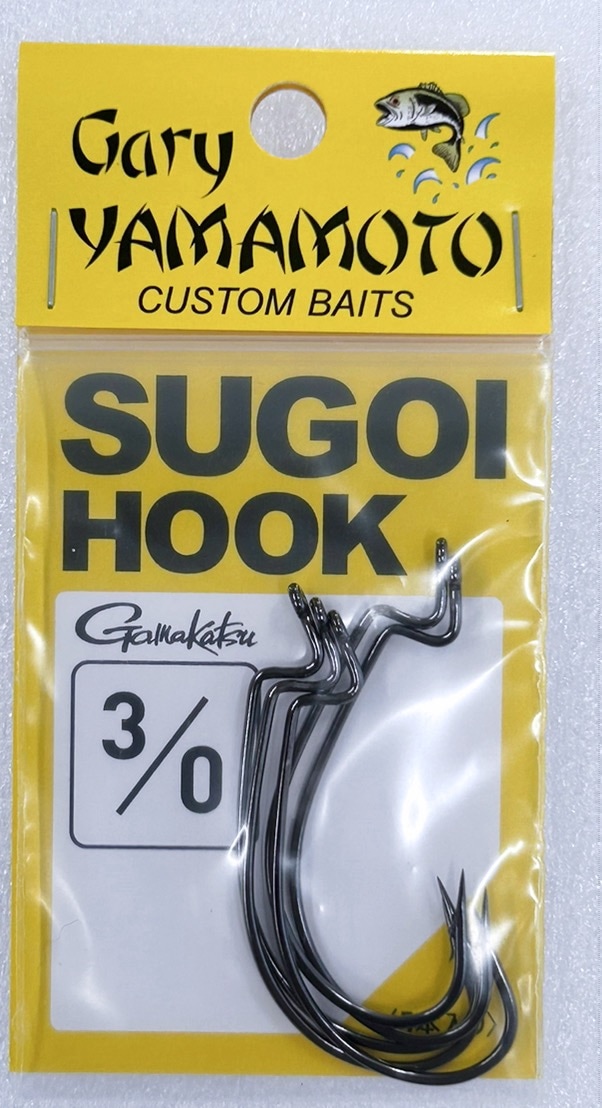 Gary
YAMAMOTO
CUSTOM BAITS
SUGOI
HOOK
Gamakatsu
3/0